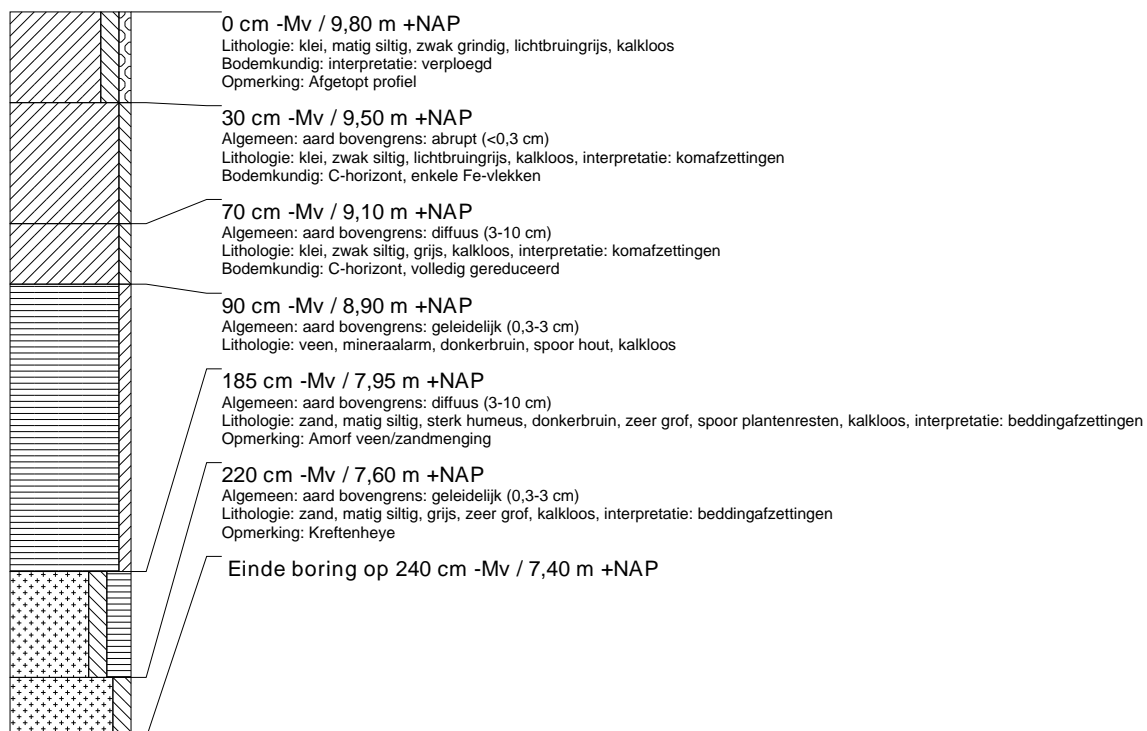 0 cm -Mv / 9,80 m +NAP
Lithologie: klei, matig siltig, zwak grindig, lichtbruingrijs, kalkloos
Bodemkundig: interpretatie: verploegd
Opmerking: Afgetopt profiel
30 cm -Mv / 9,50 m +NAP
Algemeen: aard bovengrens: abrupt (<0,3 cm)
Lithologie: klei, zwak siltig, lichtbruingrijs, kalkloos, interpretatie: komafzettingen
Bodemkundig: C-horizont, enkele Fe-vlekken
70 cm -Mv / 9,10 m +NAP
Algemeen: aard bovengrens: diffuus (3-10 cm)
Lithologie: klei, zwak siltig, grijs, kalkloos, interpretatie: komafzettingen
Bodemkundig: C-horizont, volledig gereduceerd
90 cm -Mv / 8,90 m +NAP
Algemeen: aard bovengrens: geleidelijk (0,3-3 cm)
Lithologie: veen, mineraalarm, donkerbruin, spoor hout, kalkloos
185 cm -Mv / 7,95 m +NAP
Algemeen: aard bovengrens: diffuus (3-10 cm)
Lithologie: zand, matig siltig, sterk humeus, donkerbruin, zeer grof, spoor plantenresten, kalkloos, interpretatie: beddingafzettingen
Opmerking: Amorf veen/zandmenging
220 cm -Mv / 7,60 m +NAP
Algemeen: aard bovengrens: geleidelijk (0,3-3 cm)
Lithologie: zand, matig siltig, grijs, zeer grof, kalkloos, interpretatie: beddingafzettingen
Opmerking: Kreftenheye
Einde boring op 240 cm -Mv / 7,40 m +NAP